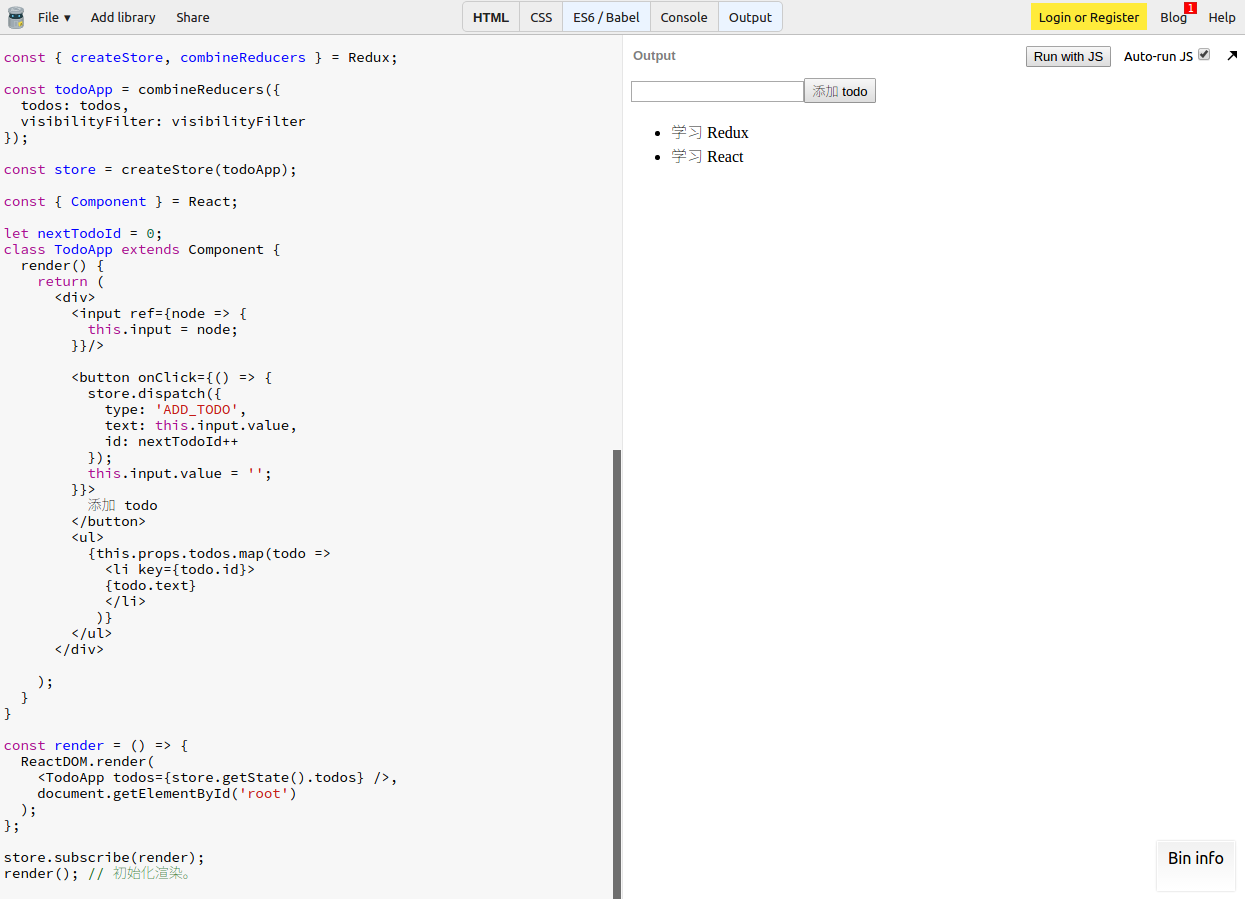 File ▾ Add library Share HTML CSS ES6 / Babel Console Output Login or Register Blog 1 Help
const { createStore, combineReducers } = Redux;
const todoApp = combineReducers({
  todos: todos,
  visibilityFilter: visibilityFilter
});
const store = createStore(todoApp);
const { Component } = React;
let nextTodoId = 0;
class TodoApp extends Component {
  render() {
    return (
      <div>
        <input ref={node => {
          this.input = node;
        }}/>
        <button onClick={() => {
          store.dispatch({
            type: 'ADD_TODO',
            text: this.input.value,
            id: nextTodoId++
          });
          this.input.value = '';
        }}>
          添加 todo
        </button>
        <ul>
          {this.props.todos.map(todo =>
            <li key={todo.id}>
            {todo.text}
            </li>
           )}
        </ul>
      </div>
    );
  }
}
const render = () => {
  ReactDOM.render(
    <TodoApp todos={store.getState().todos} />,
    document.getElementById('root')
  );
};
store.subscribe(render);
render(); // 初始化渲染。
Output Run with JS Auto-run JS
添加 todo
• 学习 Redux
• 学习 React
Bin info